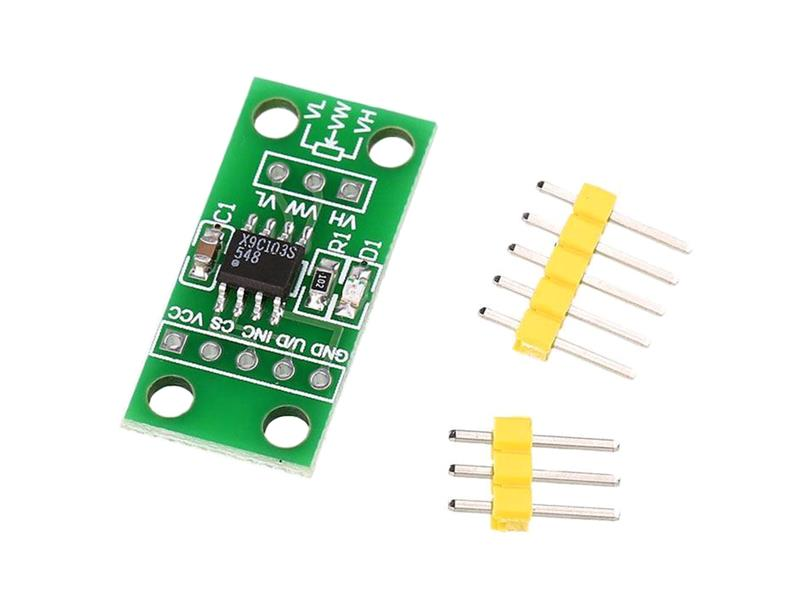 VL
VW
VH
VL VW VH
C1
X9C103S
548
R1
102
D1
VCC CS INC U/D GND